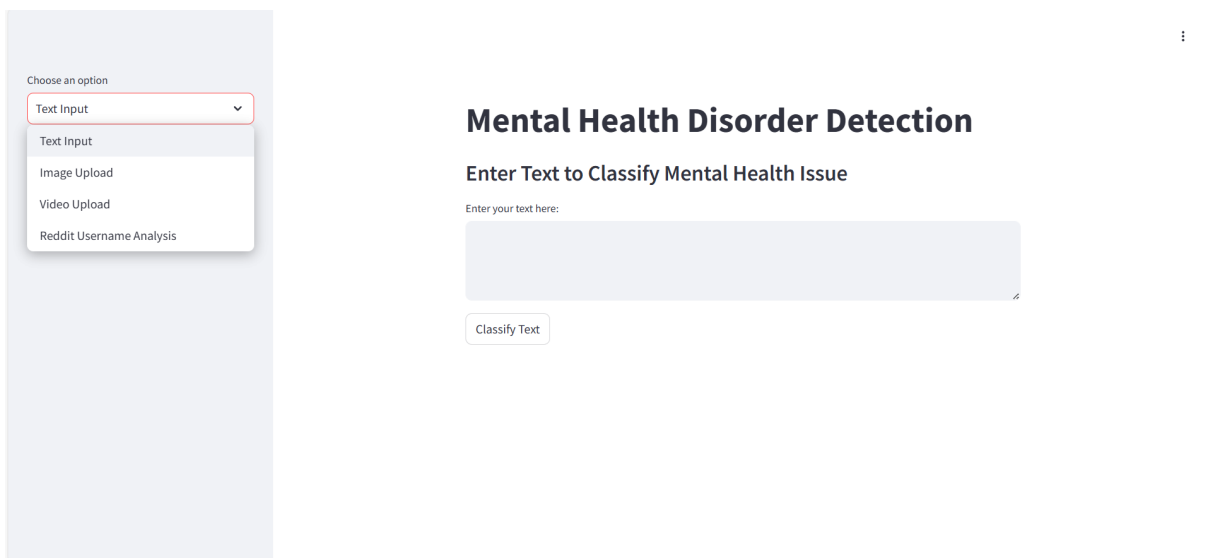 Choose an option
Text Input
Text Input
Image Upload
Video Upload
Reddit Username Analysis
Mental Health Disorder Detection
Enter Text to Classify Mental Health Issue
Enter your text here:
Classify Text